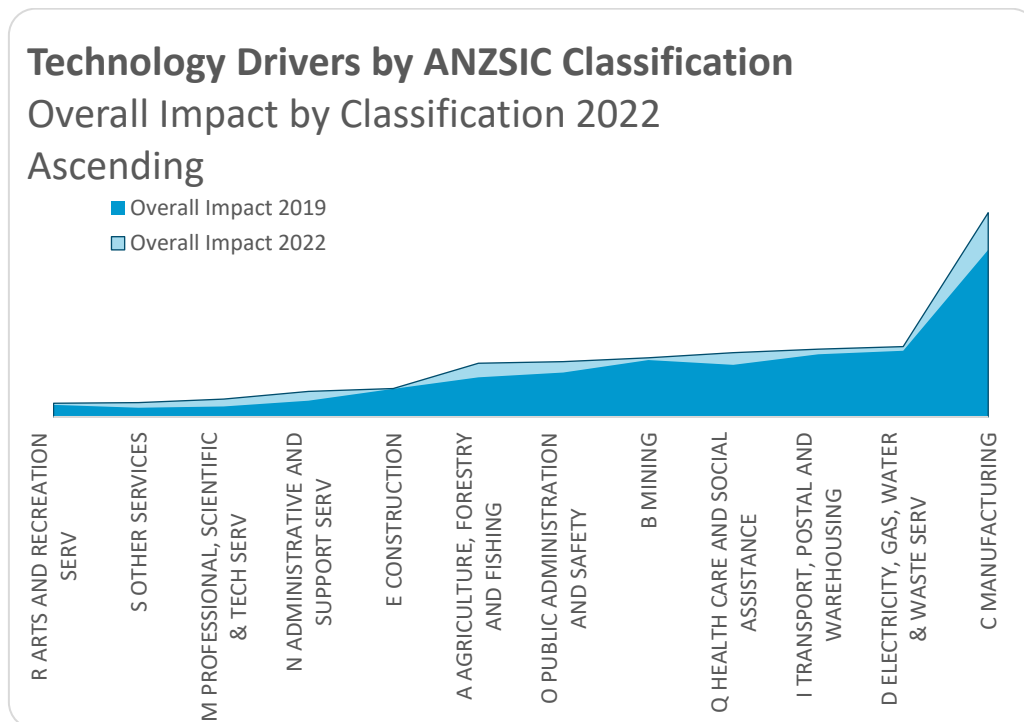 Technology Drivers by ANZSIC Classification
Overall Impact by Classification 2022
Ascending
Overall Impact 2019
Overall Impact 2022
R ARTS AND RECREATION
SERV
S OTHER SERVICES
M PROFESSIONAL, SCIENTIFIC
& TECH SERV
N ADMINISTRATIVE AND
SUPPORT SERV
E CONSTRUCTION
A AGRICULTURE, FORESTRY
AND FISHING
O PUBLIC ADMINISTRATION
AND SAFETY
B MINING
Q HEALTH CARE AND SOCIAL
ASSISTANCE
I TRANSPORT, POSTAL AND
WAREHOUSING
D ELECTRICITY, GAS, WATER
& WASTE SERV
C MANUFACTURING